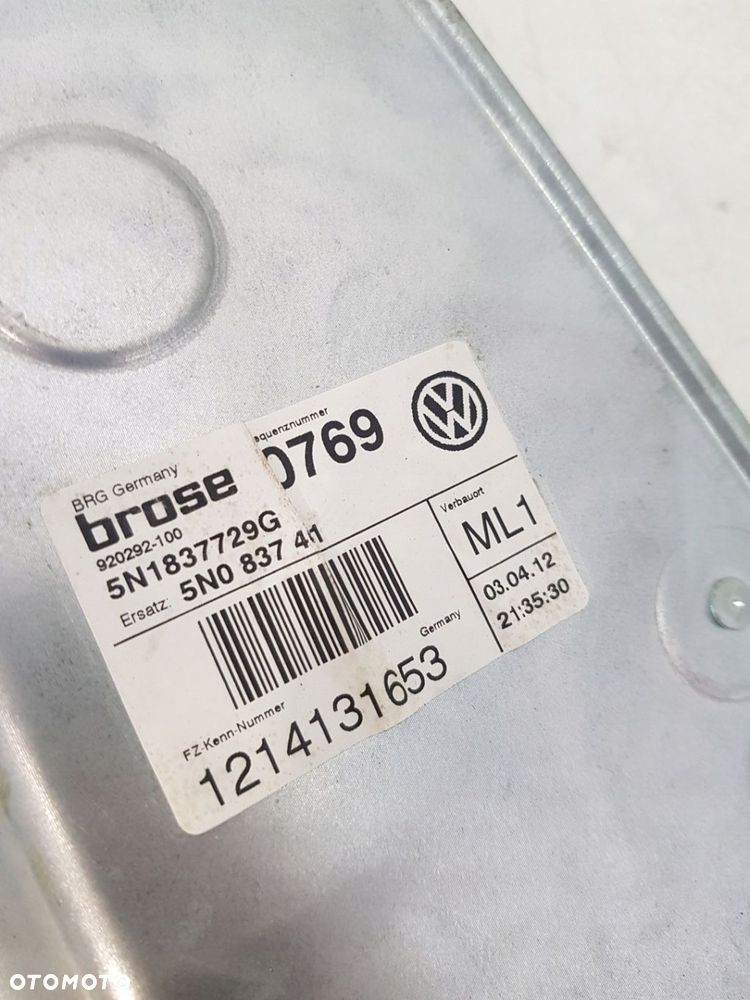 BRG Germany
brose
920292-100
5N1837729G
Ersatz: 5N0 837 41
equenznummer
0769
Verbauort
ML1
03.04.12
21:35:30
Germany
FZ-Kenn-Nummer
1214131653
OTOMOTO